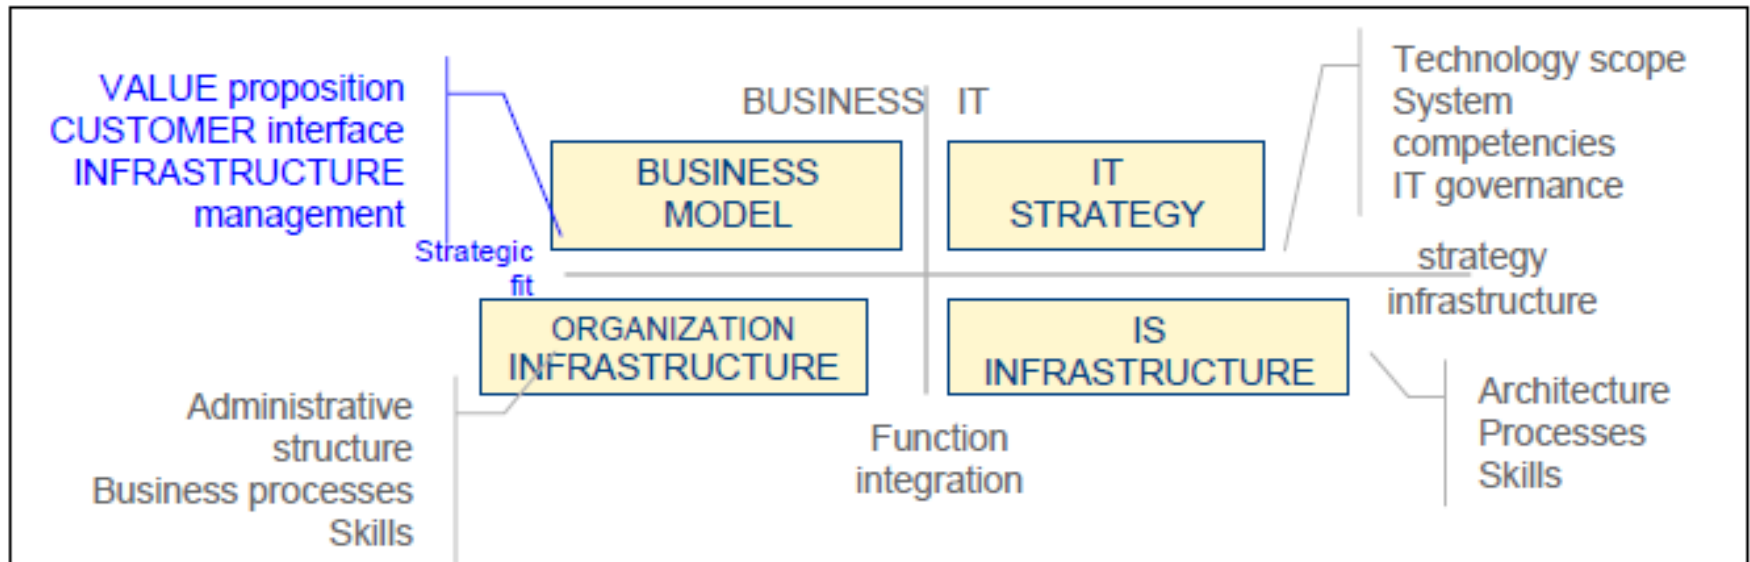 VALUE proposition
CUSTOMER interface
INFRASTRUCTURE
management
BUSINESS
IT
Technology scope
System
competencies
IT governance
BUSINESS
MODEL
IT
STRATEGY
Strategic
fit
strategy
infrastructure
ORGANIZATION
INFRASTRUCTURE
IS
INFRASTRUCTURE
Administrative
structure
Business processes
Skills
Function
integration
Architecture
Processes
Skills